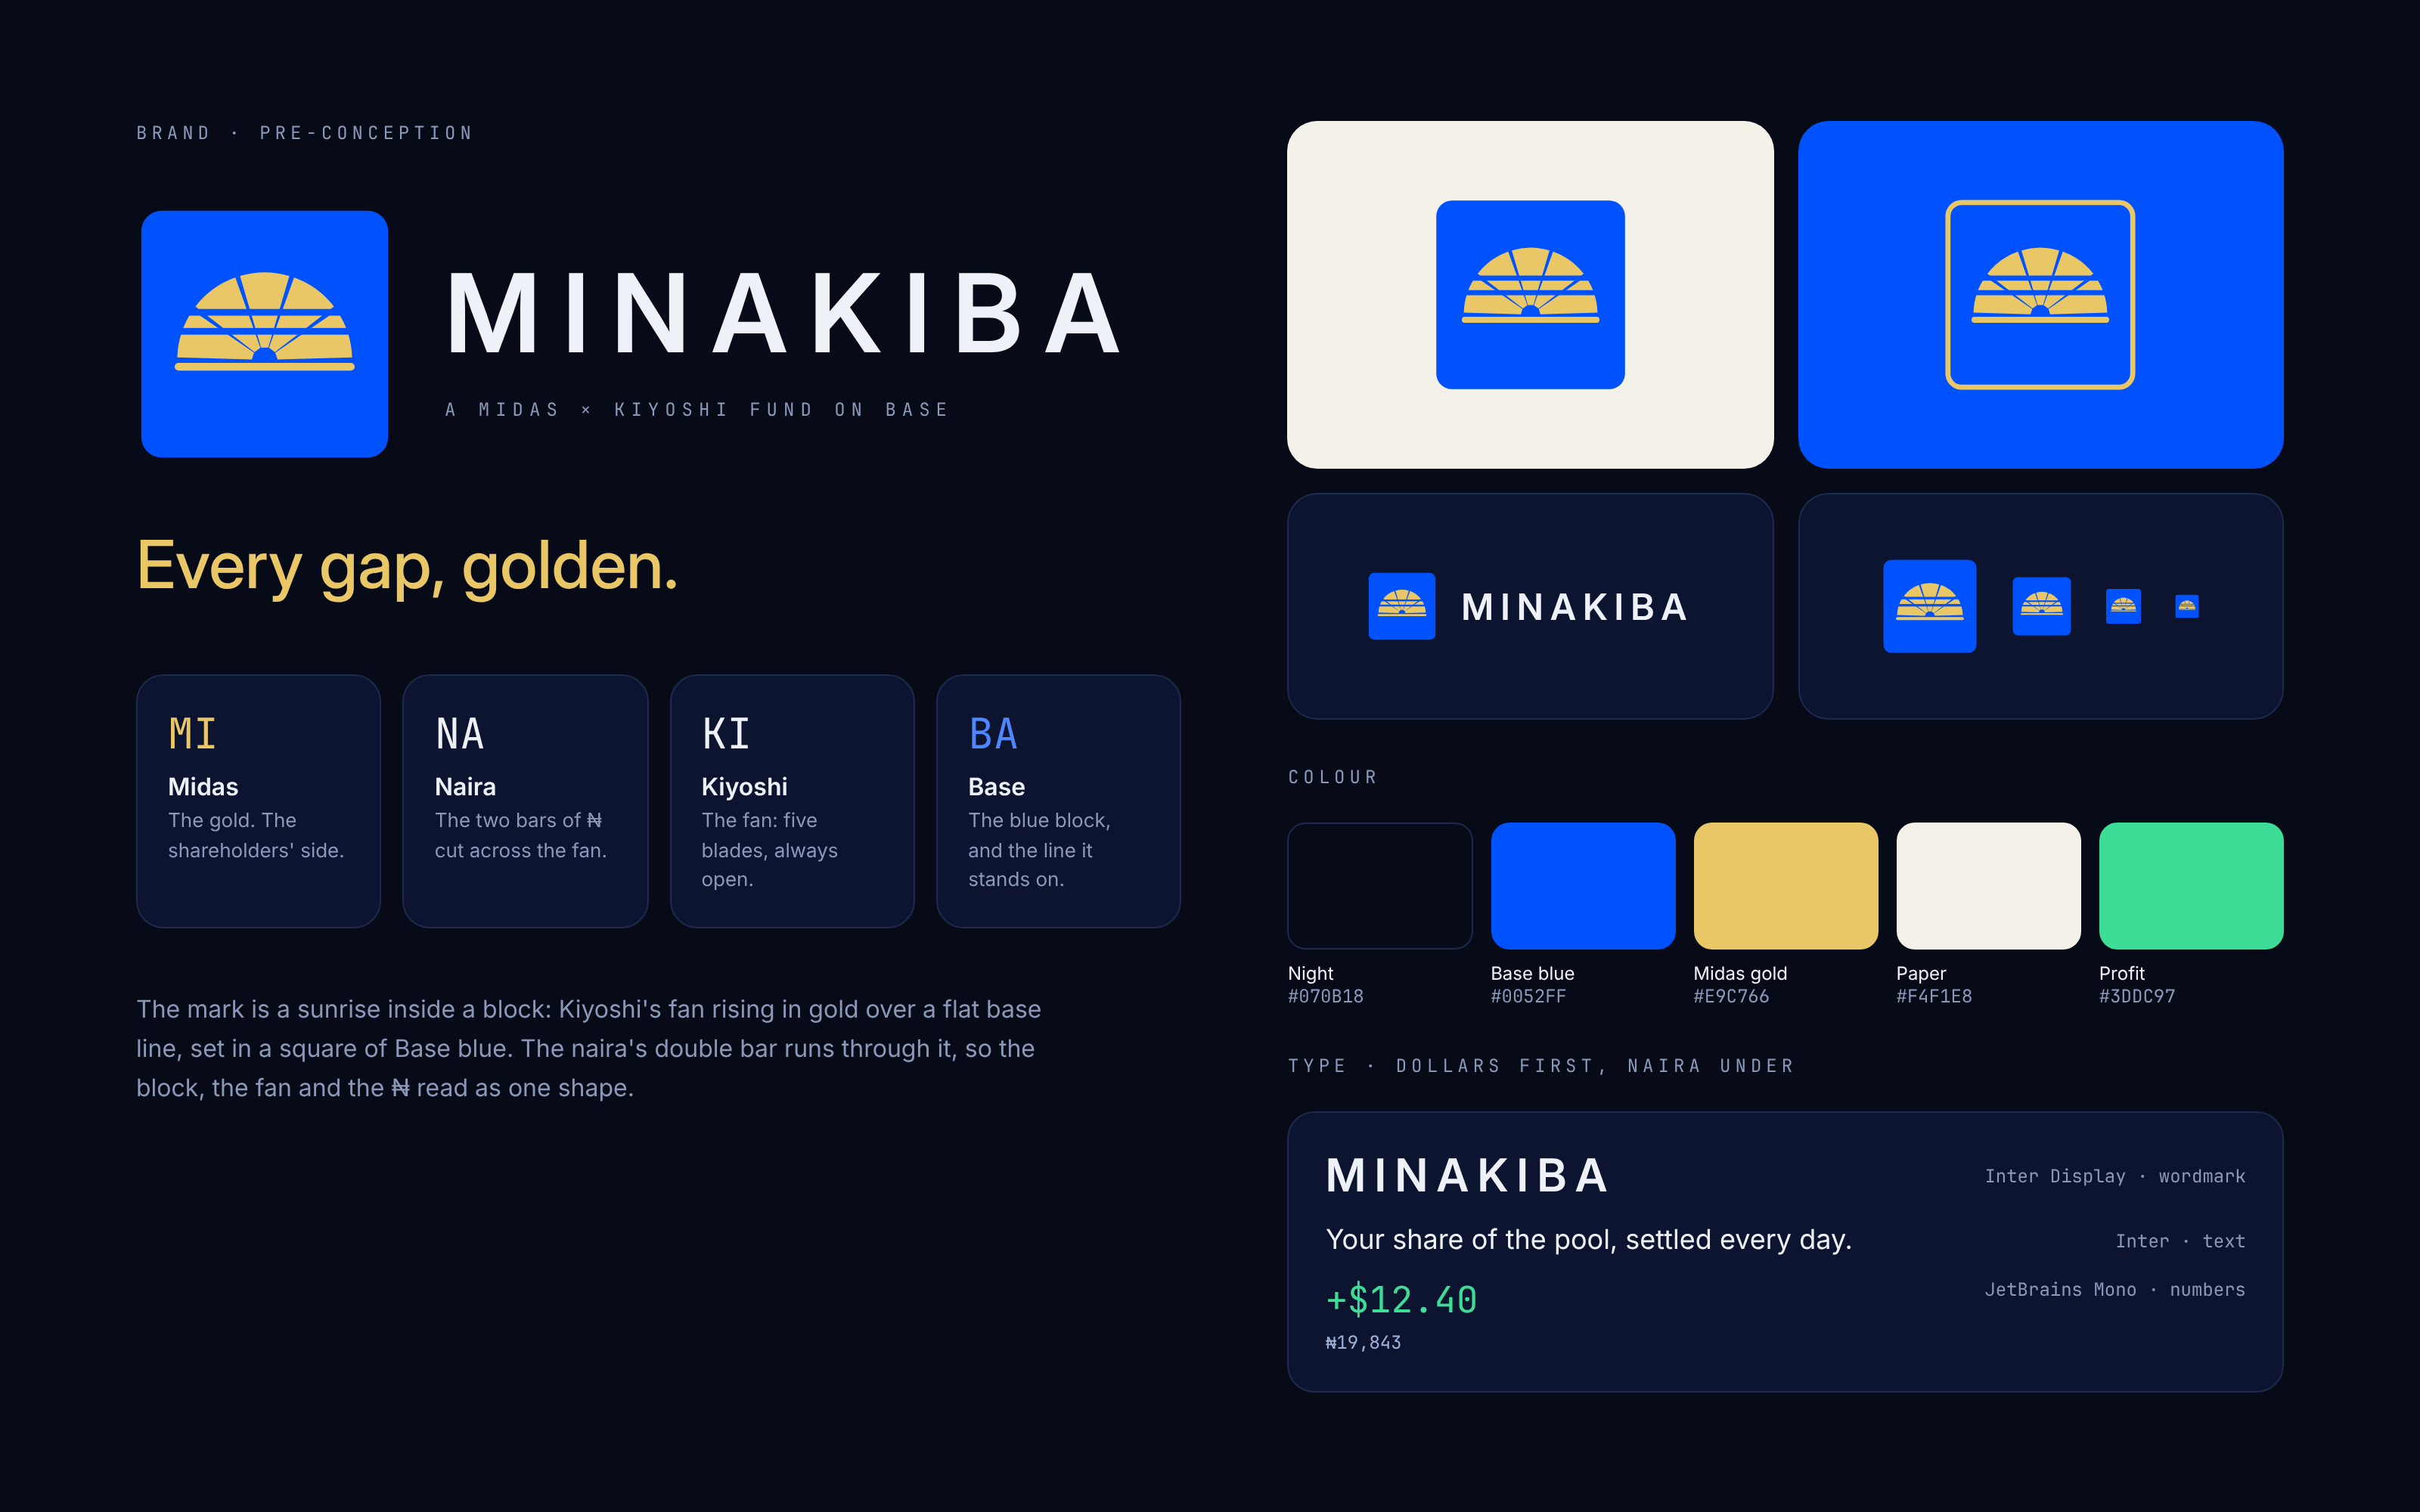 BRAND · PRE-CONCEPTION
MINAKIBA
A MIDAS × KIYOSHI FUND ON BASE
Every gap, golden.
MI
Midas
The gold. The
shareholders' side.
NA
Naira
The two bars of ₦
cut across the fan.
KI
Kiyoshi
The fan: five
blades, always
open.
BA
Base
The blue block,
and the line it
stands on.
The mark is a sunrise inside a block: Kiyoshi's fan rising in gold over a flat base
line, set in a square of Base blue. The naira's double bar runs through it, so the
block, the fan and the ₦ read as one shape.
MINAKIBA
COLOUR
Night
#070B18
Base blue
#0052FF
Midas gold
#E9C766
Paper
#F4F1E8
Profit
#3DDC97
TYPE · DOLLARS FIRST, NAIRA UNDER
MINAKIBA
Inter Display · wordmark
Your share of the pool, settled every day.
Inter · text
+$12.40
JetBrains Mono · numbers
₦19,843